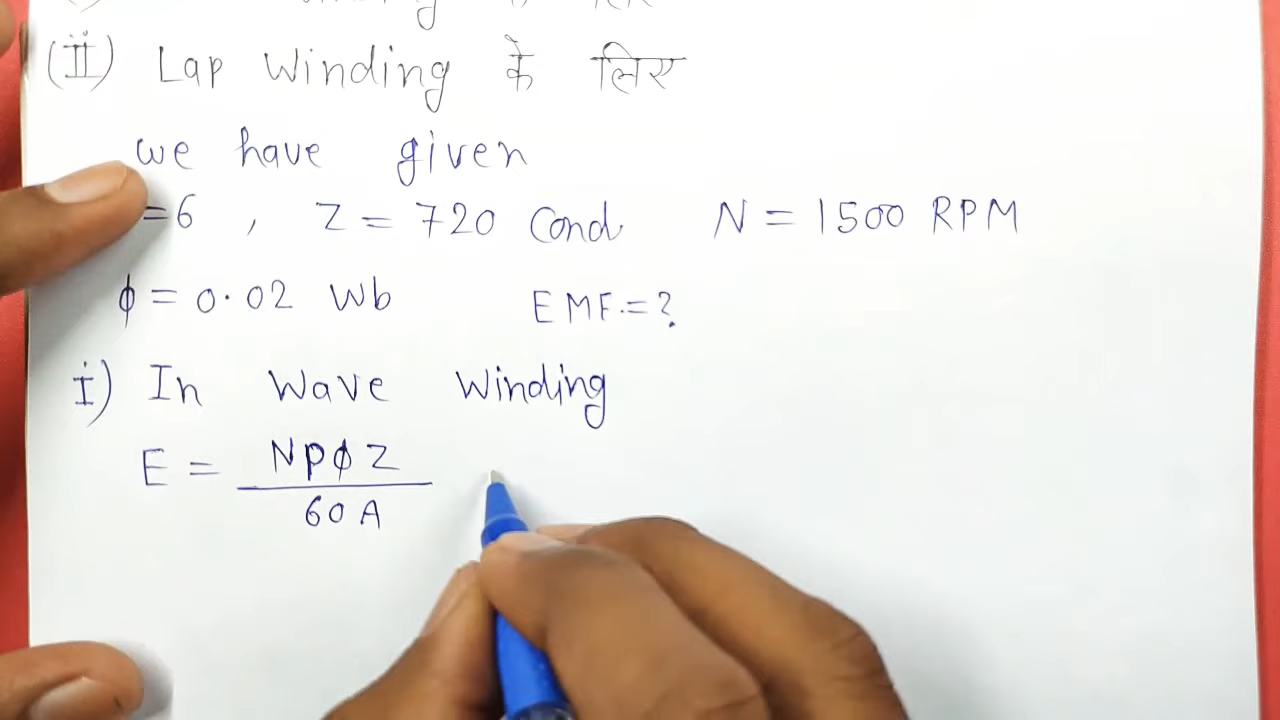 (ii) Lap Winding के लिए
we have given
=6 , Z = 720 Cond. N = 1500 RPM
ϕ = 0.02 Wb EMF.=?
i) In Wave Winding
E = NPϕZ
60 A